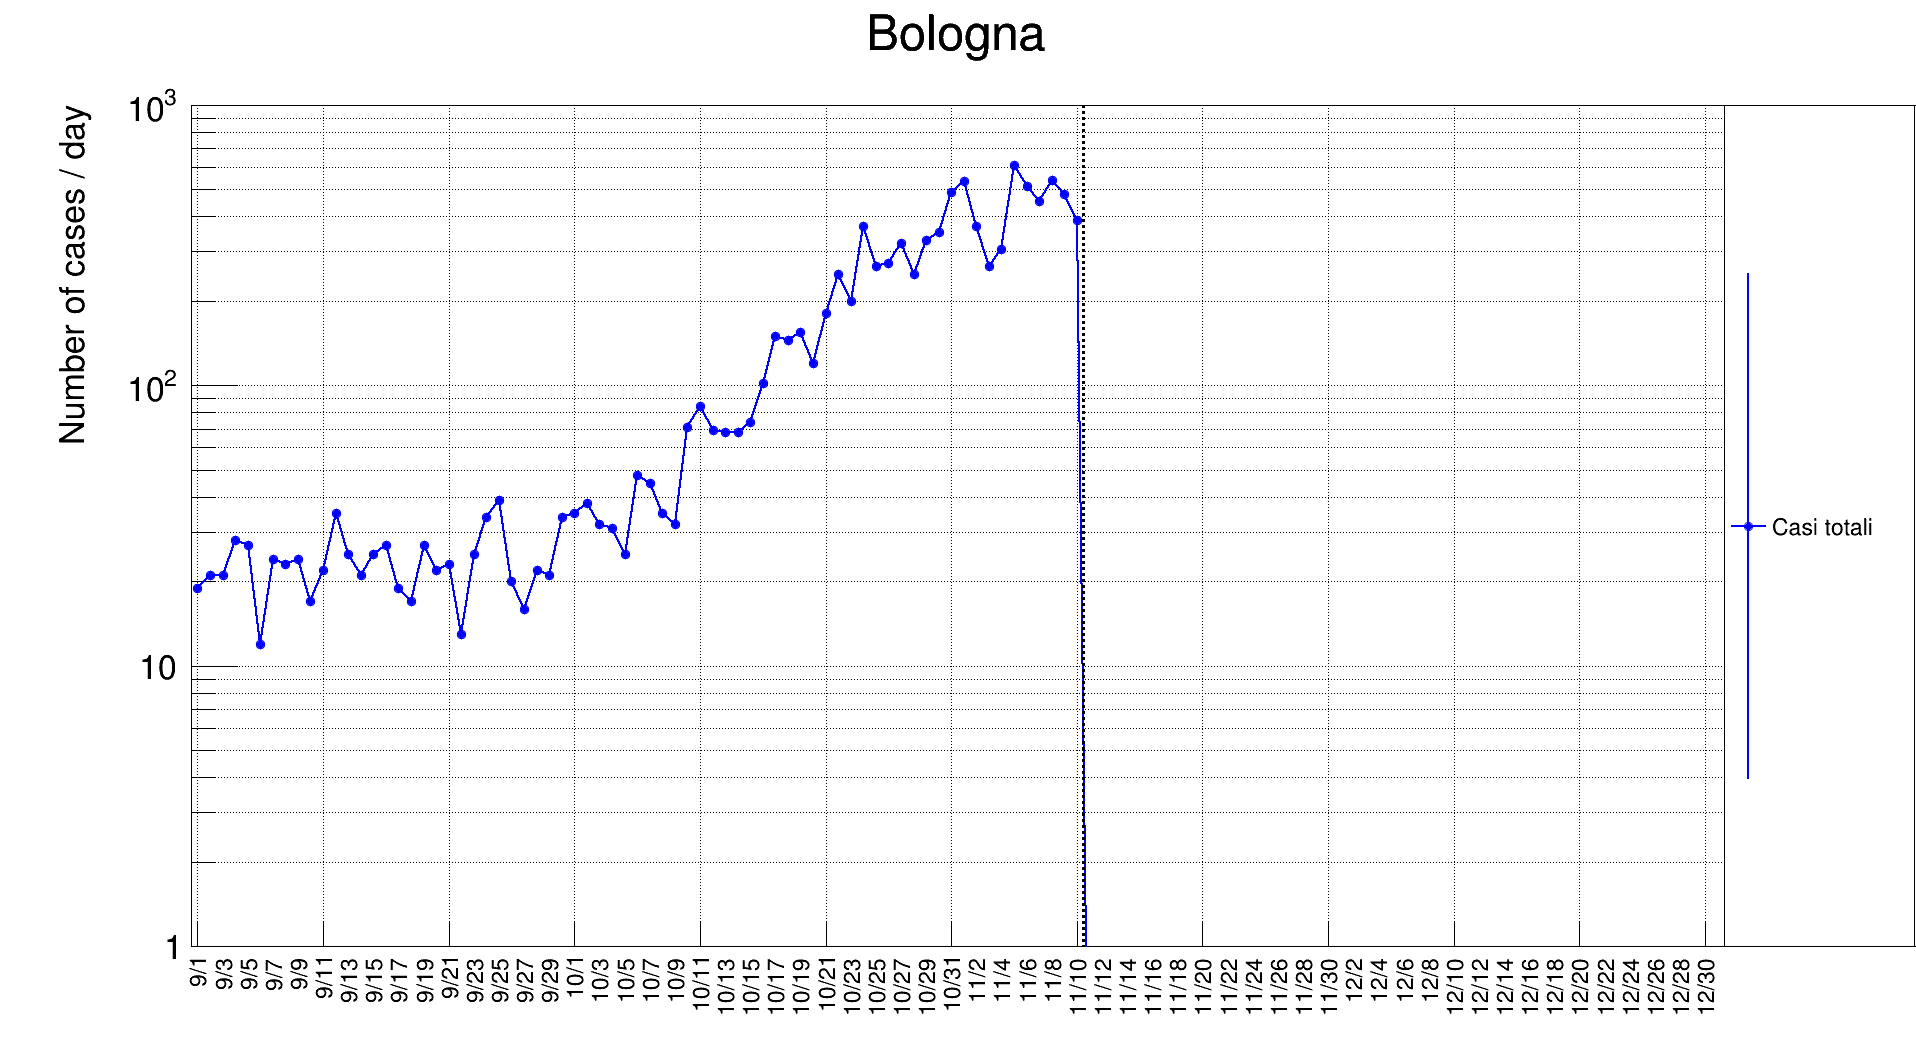 Bologna
Number of cases / day
10³
10²
10
1
9/1 9/3 9/5 9/7 9/9 9/11 9/13 9/15 9/17 9/19 9/21 9/23 9/25 9/27 9/29 10/1 10/3 10/5 10/7 10/9 10/11 10/13 10/15 10/17 10/19 10/21 10/23 10/25 10/27 10/29 10/31 11/2 11/4 11/6 11/8 11/10 11/12 11/14 11/16 11/18 11/20 11/22 11/24 11/26 11/28 11/30 12/2 12/4 12/6 12/8 12/10 12/12 12/14 12/16 12/18 12/20 12/22 12/24 12/26 12/28 12/30
Casi totali